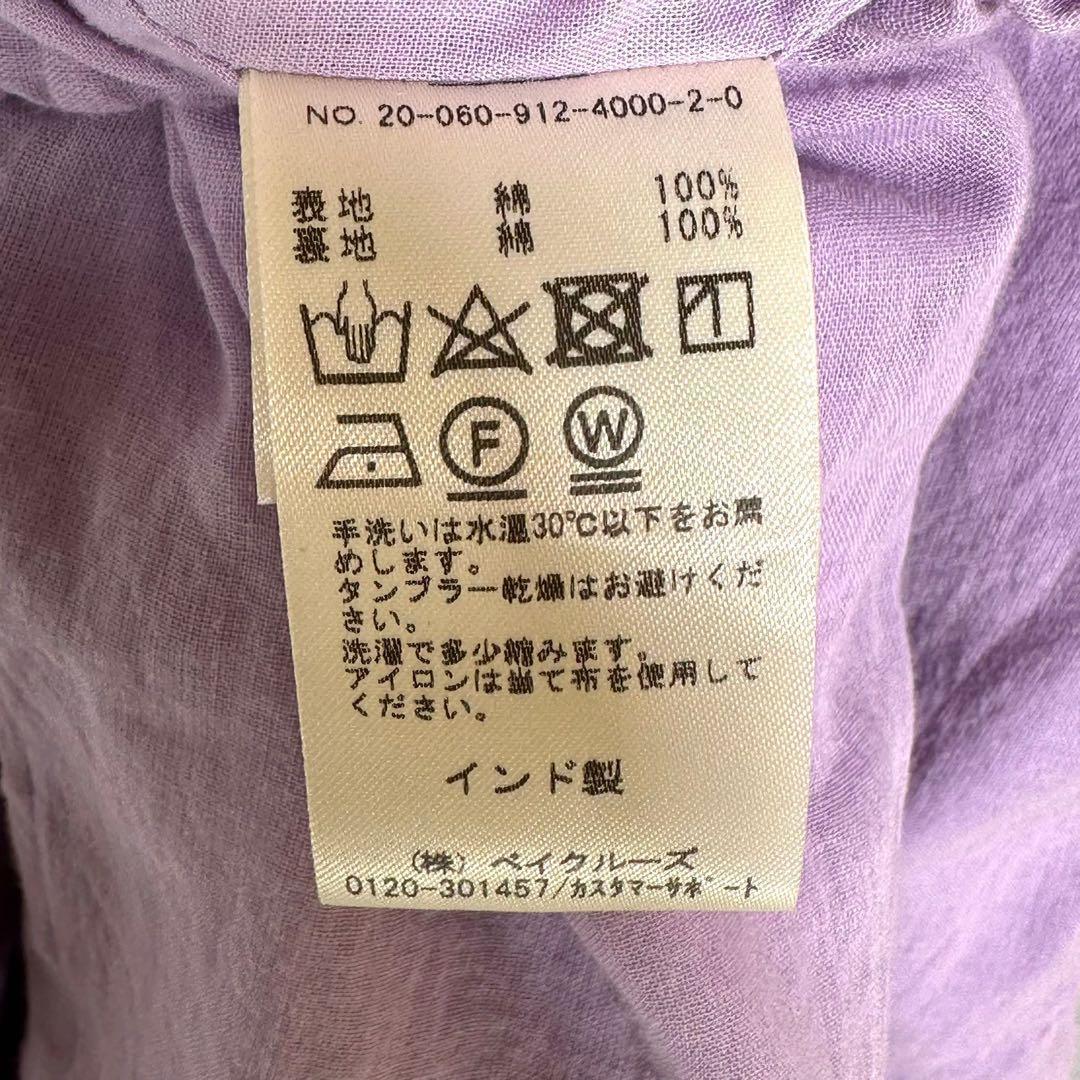 NO. 20-060-912-4000-2-0
表地 綿 100%
裏地 綿 100%
F W
手洗いは水温30℃以下をお薦
めします。
タンブラー乾燥はお避けくだ
さい。
洗濯で多少縮みます。
アイロンは当て布を使用して
ください。
インド製
(株) ベイクルーズ
0120-301457/カスタマーサポート